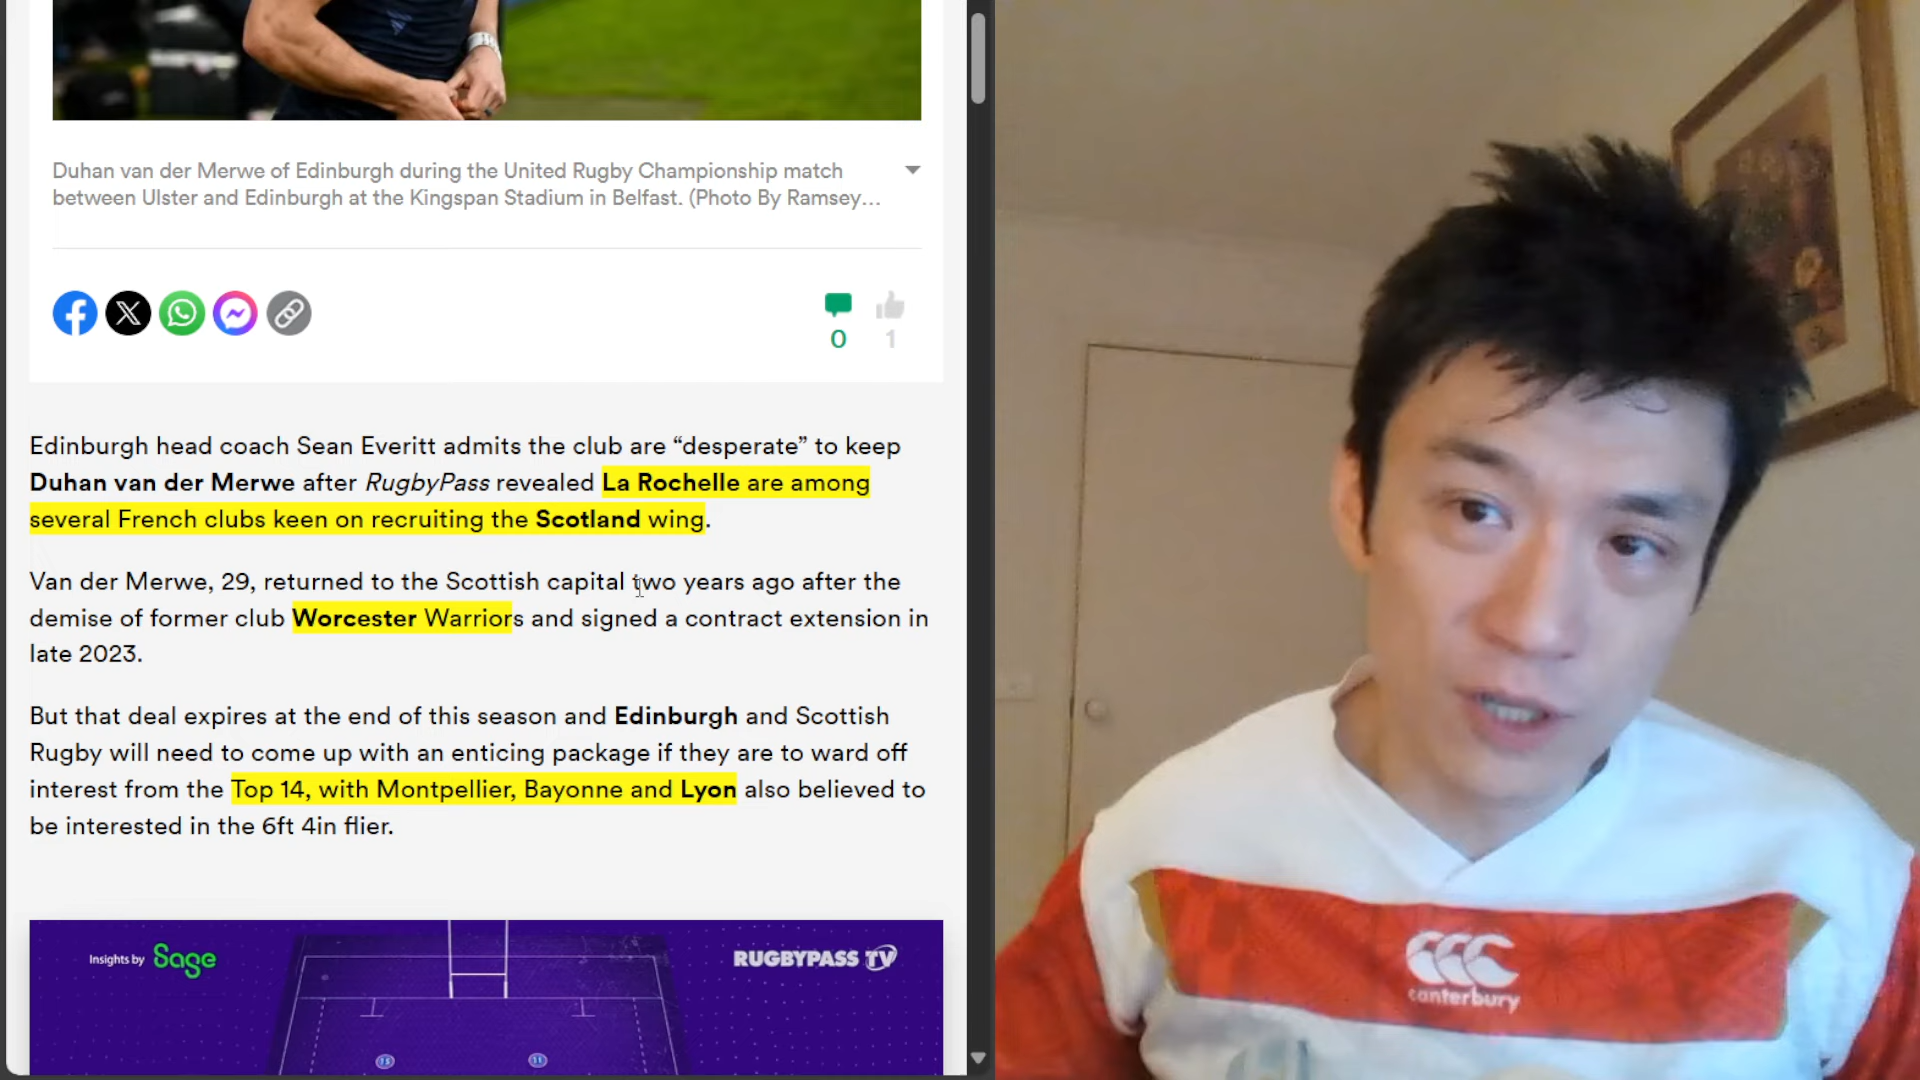 Duhan van der Merwe of Edinburgh during the United Rugby Championship match
between Ulster and Edinburgh at the Kingspan Stadium in Belfast. (Photo By Ramsey...
0
1
Edinburgh head coach Sean Everitt admits the club are “desperate” to keep
Duhan van der Merwe after RugbyPass revealed La Rochelle are among
several French clubs keen on recruiting the Scotland wing.
Van der Merwe, 29, returned to the Scottish capital two years ago after the
demise of former club Worcester Warriors and signed a contract extension in
late 2023.
But that deal expires at the end of this season and Edinburgh and Scottish
Rugby will need to come up with an enticing package if they are to ward off
interest from the Top 14, with Montpellier, Bayonne and Lyon also believed to
be interested in the 6ft 4in flier.
Insights by Sage
RUGBYPASS TV
15
11
canterbury